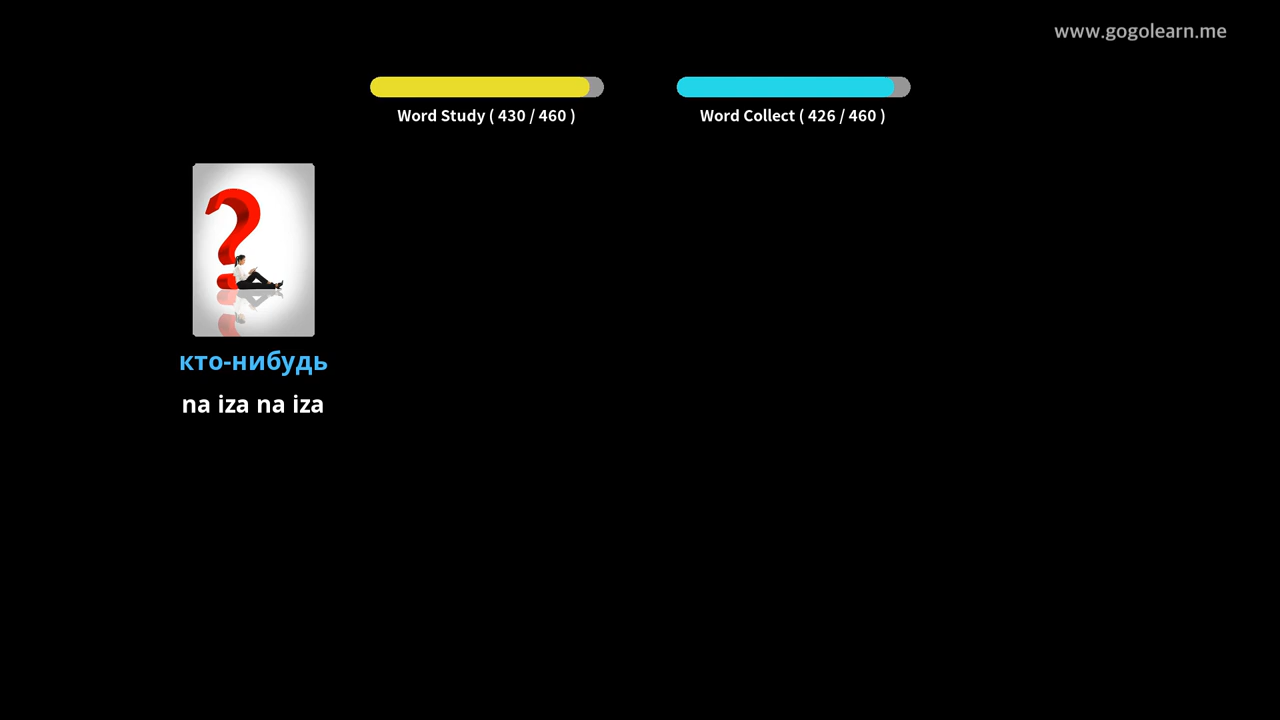 www.gogolearn.me
Word Study ( 430 / 460 )
Word Collect ( 426 / 460 )
кто-нибудь
na iza na iza